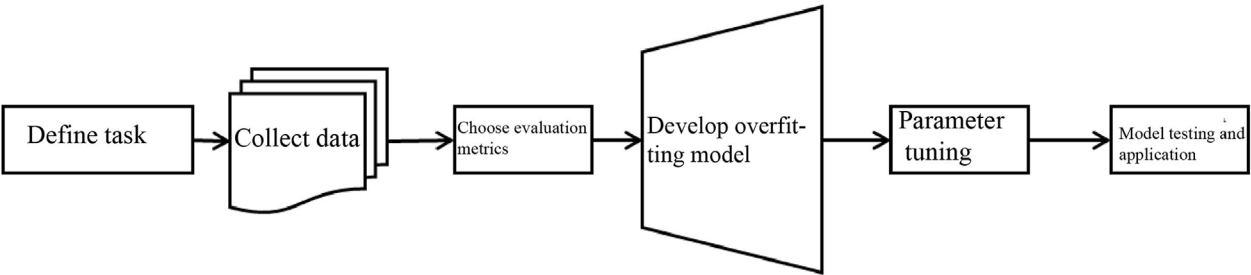 Define task
Collect data
Choose evaluation
metrics
Develop overfit-
ting model
Parameter
tuning
Model testing and
application